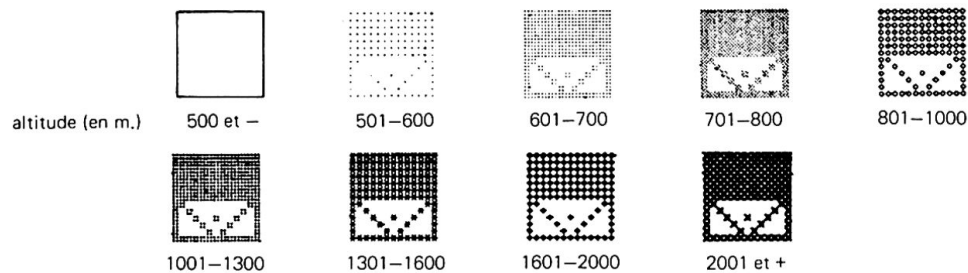 altitude (en m.) 500 et — 501—600 601—700 701—800 801—1000
1001—1300 1301—1600 1601—2000 2001 et +